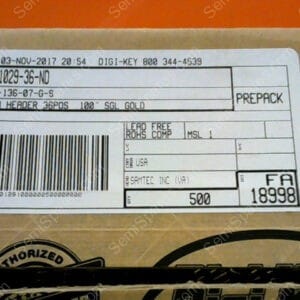 03-NOV-2017 20 54 DIGI-KEY 800 344-4539
1029-36-ND
-136-07-G-S
HEADER 36POS .100" SGL GOLD
PREPACK
LEAD FREE
ROHS COMP MSL 1
USA
SAMTEC INC (VA)
500
FA
18998
THORIZED